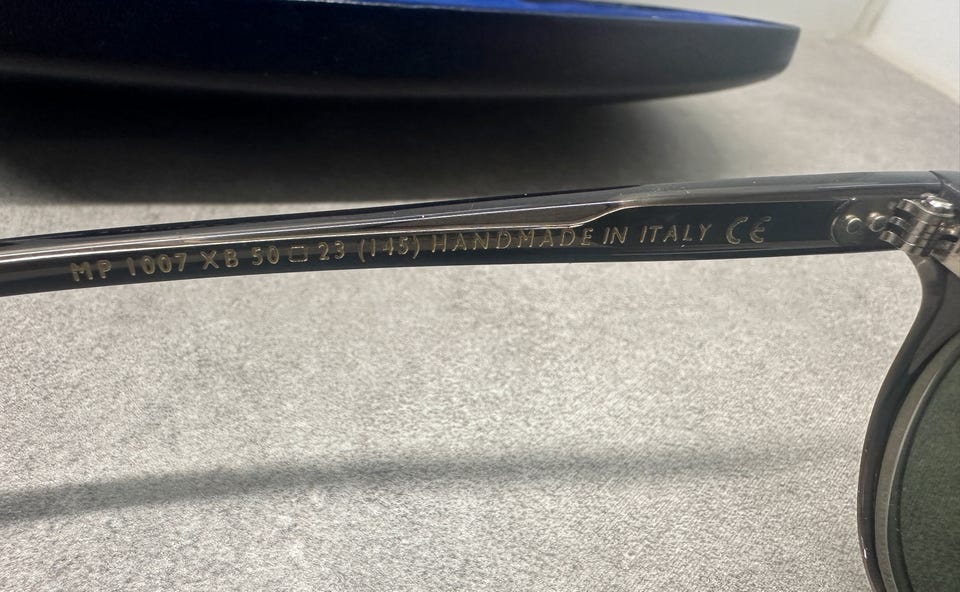 MP 1007 XB 50▭23 (145) HANDMADE IN ITALY CE